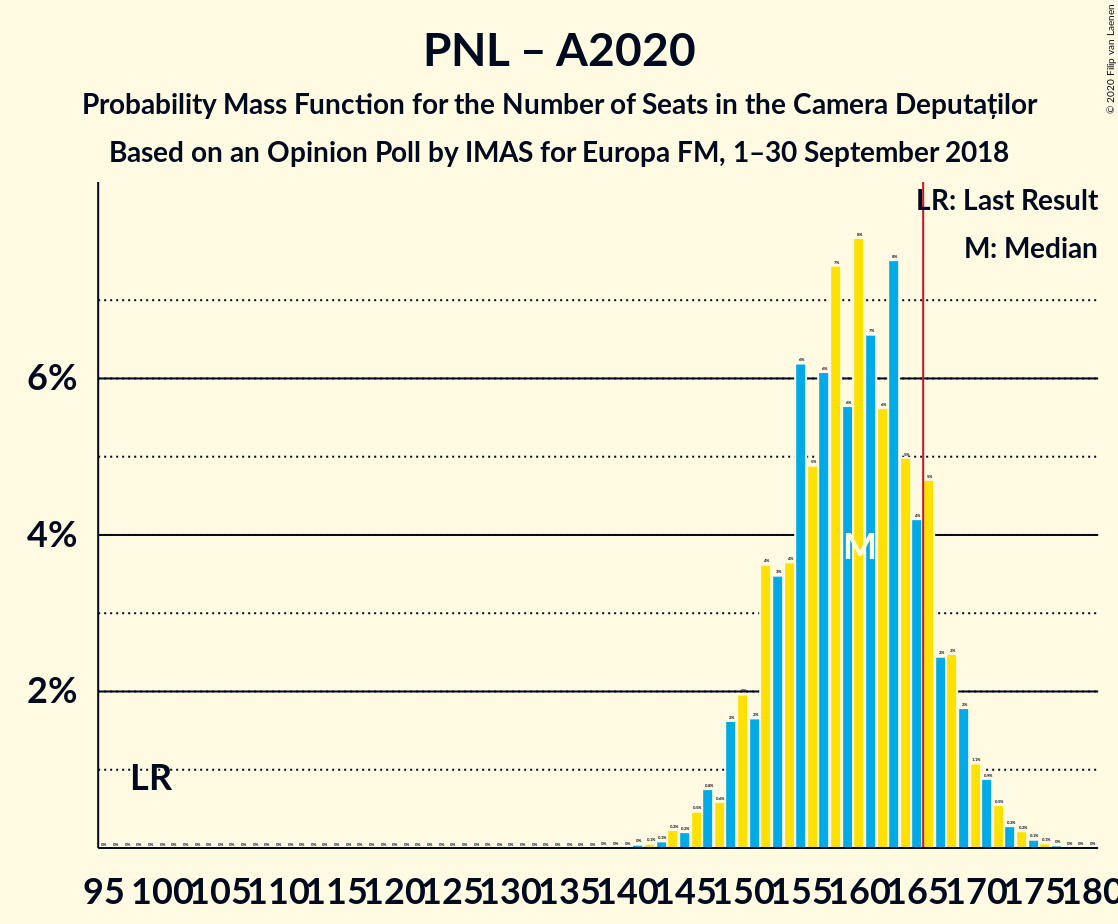 PNL – A2020
Probability Mass Function for the Number of Seats in the Camera Deputaților
Based on an Opinion Poll by IMAS for Europa FM, 1–30 September 2018
© 2020 Filip van Laenen
LR: Last Result
M: Median
6%
4%
2%
M
LR
95 100 105 110 115 120 125 130 135 140 145 150 155 160 165 170 175 180